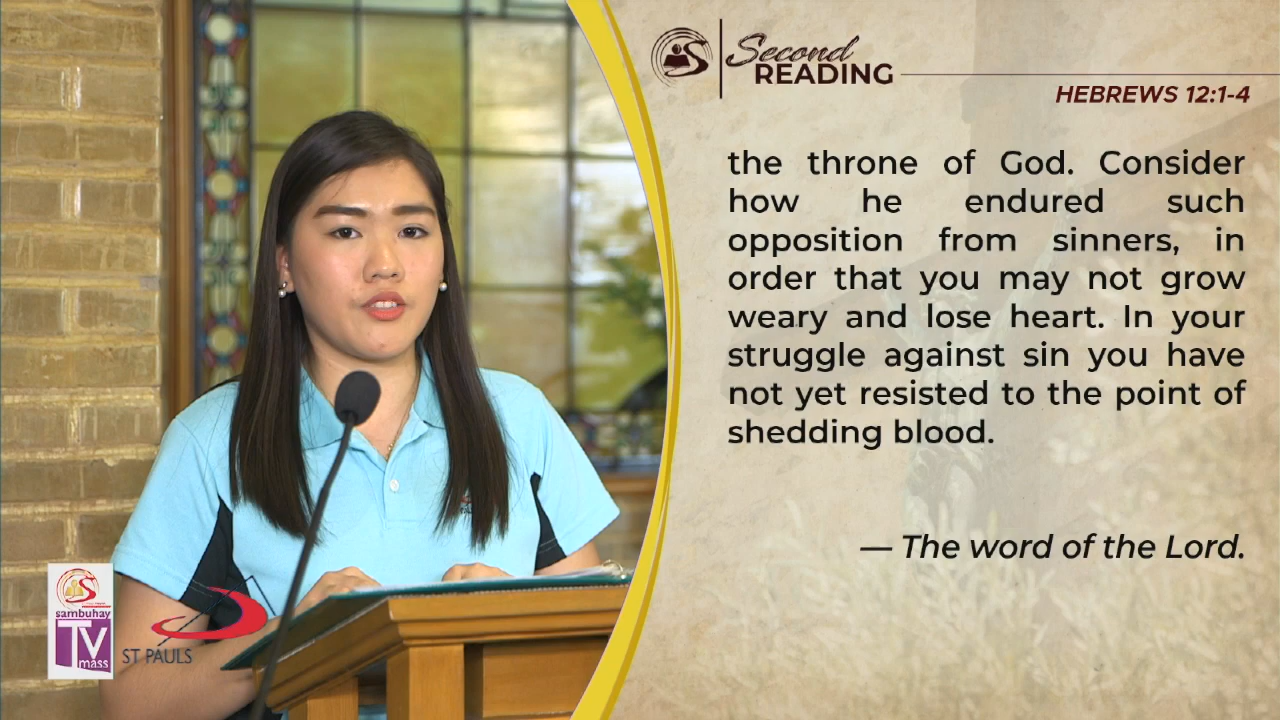 Second
READING
HEBREWS 12:1-4
the throne of God. Consider
how he endured such
opposition from sinners, in
order that you may not grow
weary and lose heart. In your
struggle against sin you have
not yet resisted to the point of
shedding blood.
— The word of the Lord.
sambuhay
TV
mass
ST PAULS